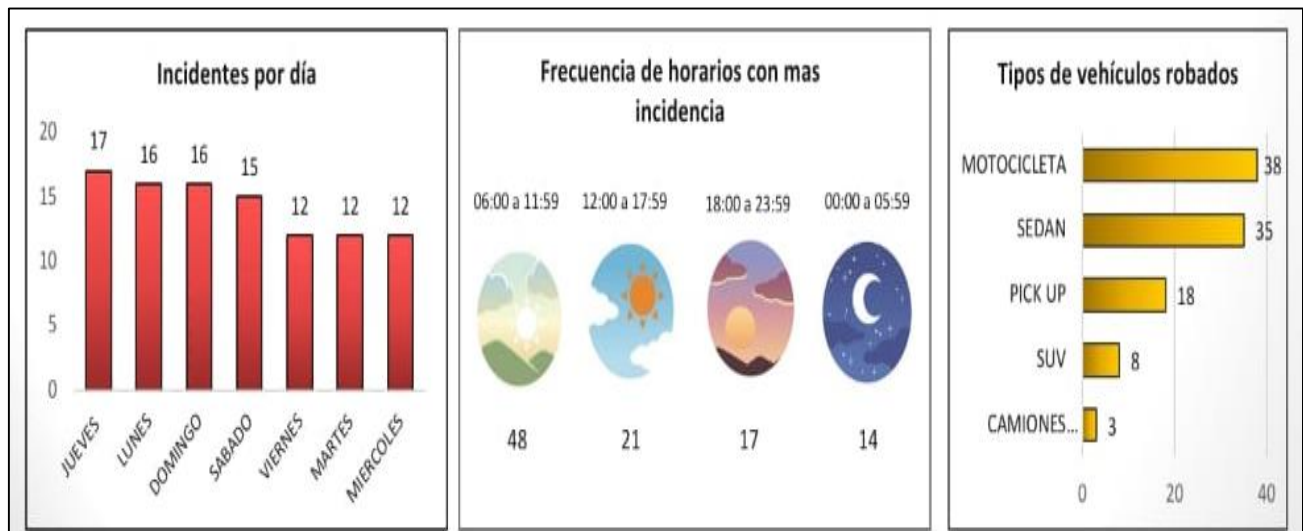 Incidentes por día
20
15
10
5
0
17
16
16
15
12
12
12
JUEVES
LUNES
DOMINGO
SABADO
VIERNES
MARTES
MIERCOLES
Frecuencia de horarios con mas
incidencia
06:00 a 11:59
12:00 a 17:59
18:00 a 23:59
00:00 a 05:59
48
21
17
14
Tipos de vehículos robados
MOTOCICLETA
38
SEDAN
35
PICK UP
18
SUV
8
CAMIONES...
3
0
20
40